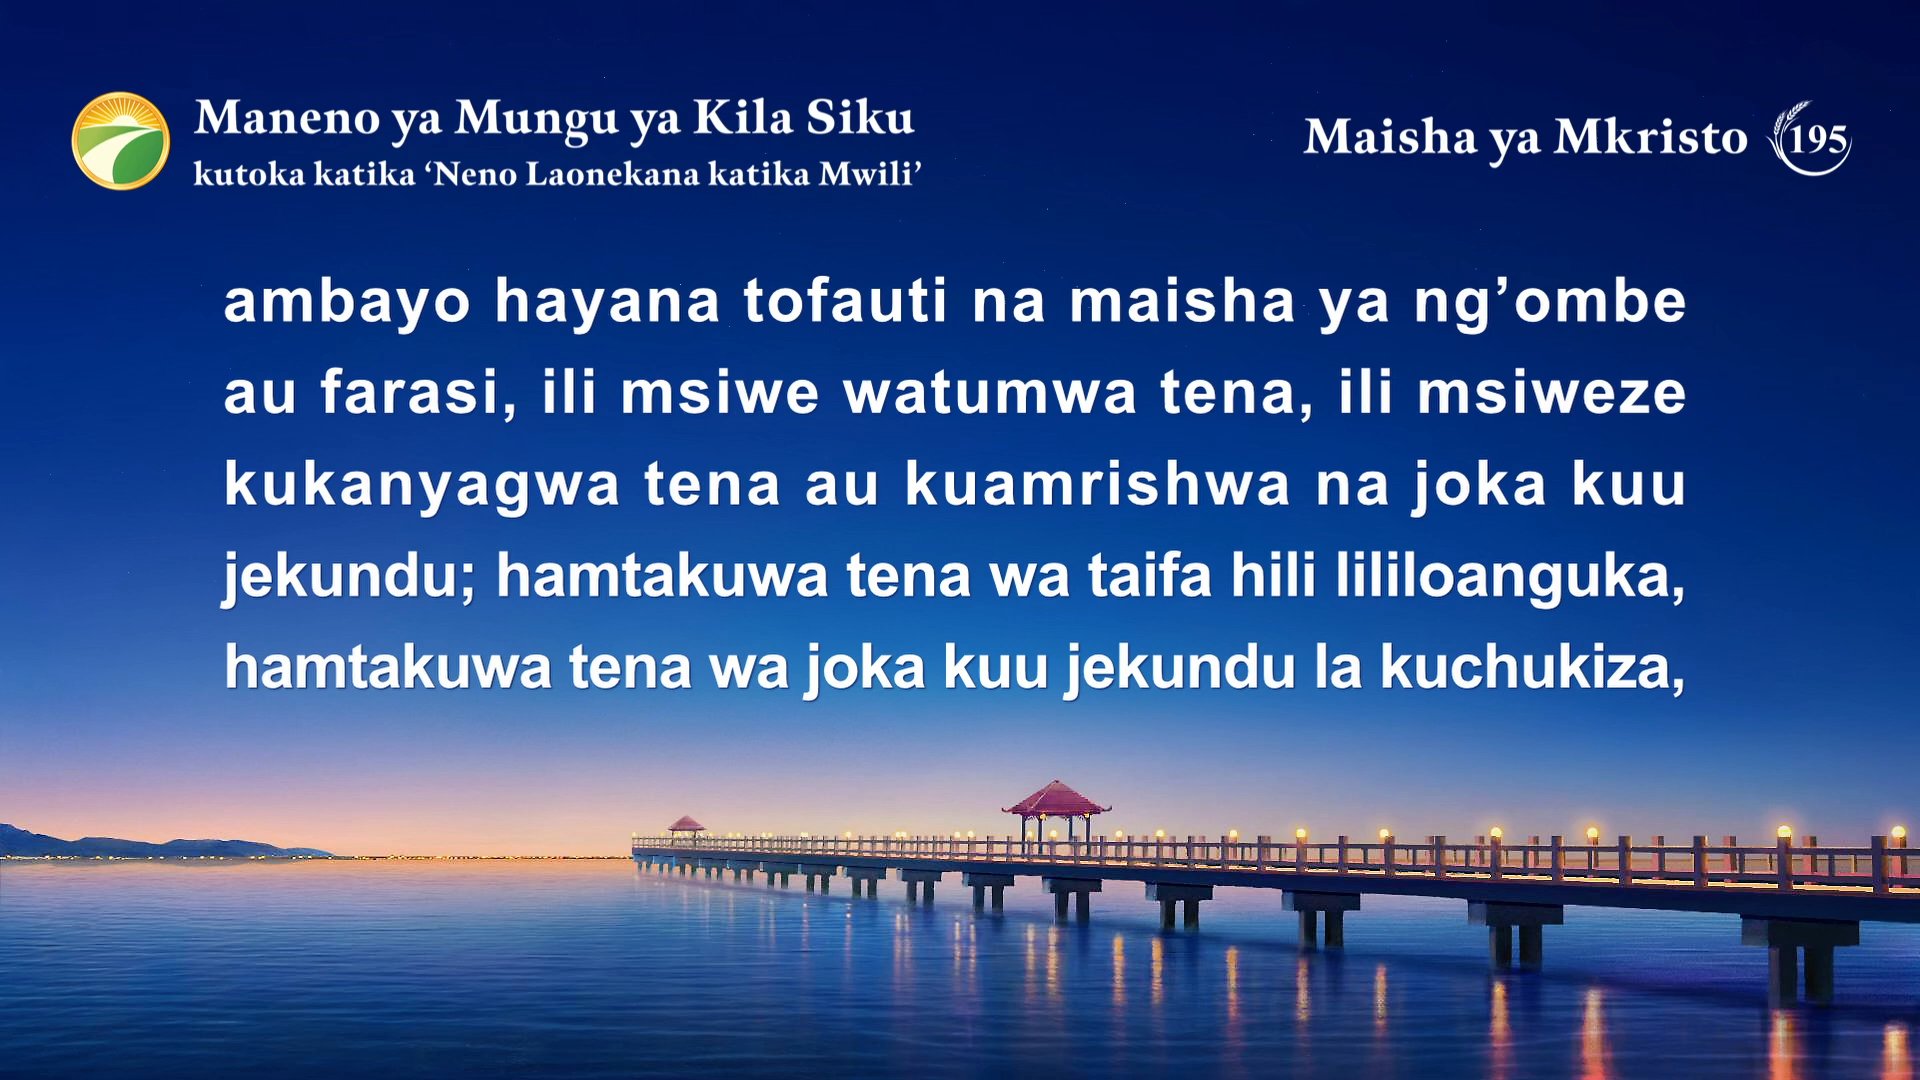 Maneno ya Mungu ya Kila Siku
kutoka katika ‘Neno Laonekana katika Mwili’
Maisha ya Mkristo 195
ambayo hayana tofauti na maisha ya ng’ombe
au farasi, ili msiwe watumwa tena, ili msiweze
kukanyagwa tena au kuamrishwa na joka kuu
jekundu; hamtakuwa tena wa taifa hili lililoanguka,
hamtakuwa tena wa joka kuu jekundu la kuchukiza,